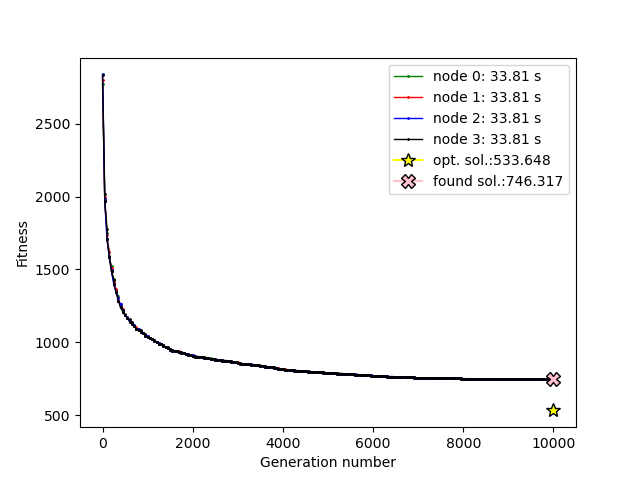 node 0: 33.81 s
node 1: 33.81 s
node 2: 33.81 s
node 3: 33.81 s
opt. sol.:533.648
found sol.:746.317
2500
2000
1500
1000
500
Fitness
0 2000 4000 6000 8000 10000
Generation number